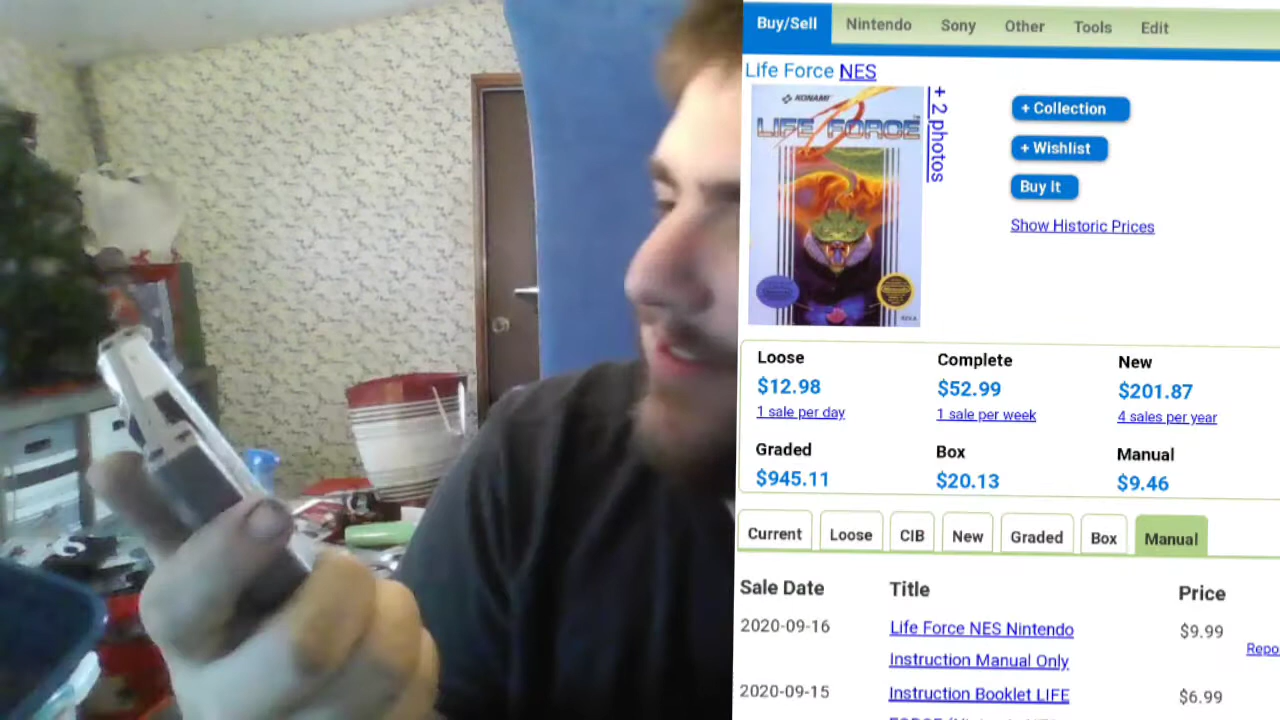 Buy/Sell Nintendo Sony Other Tools Edit
Life Force NES
KONAMI
LIFE FORCE
+ 2 photos
+ Collection
+ Wishlist
Buy It
Show Historic Prices
Loose Complete New
$12.98 $52.99 $201.87
1 sale per day 1 sale per week 4 sales per year
Graded Box Manual
$945.11 $20.13 $9.46
Current Loose CIB New Graded Box Manual
Sale Date Title Price
2020-09-16 Life Force NES Nintendo $9.99
Instruction Manual Only Repo
2020-09-15 Instruction Booklet LIFE $6.99